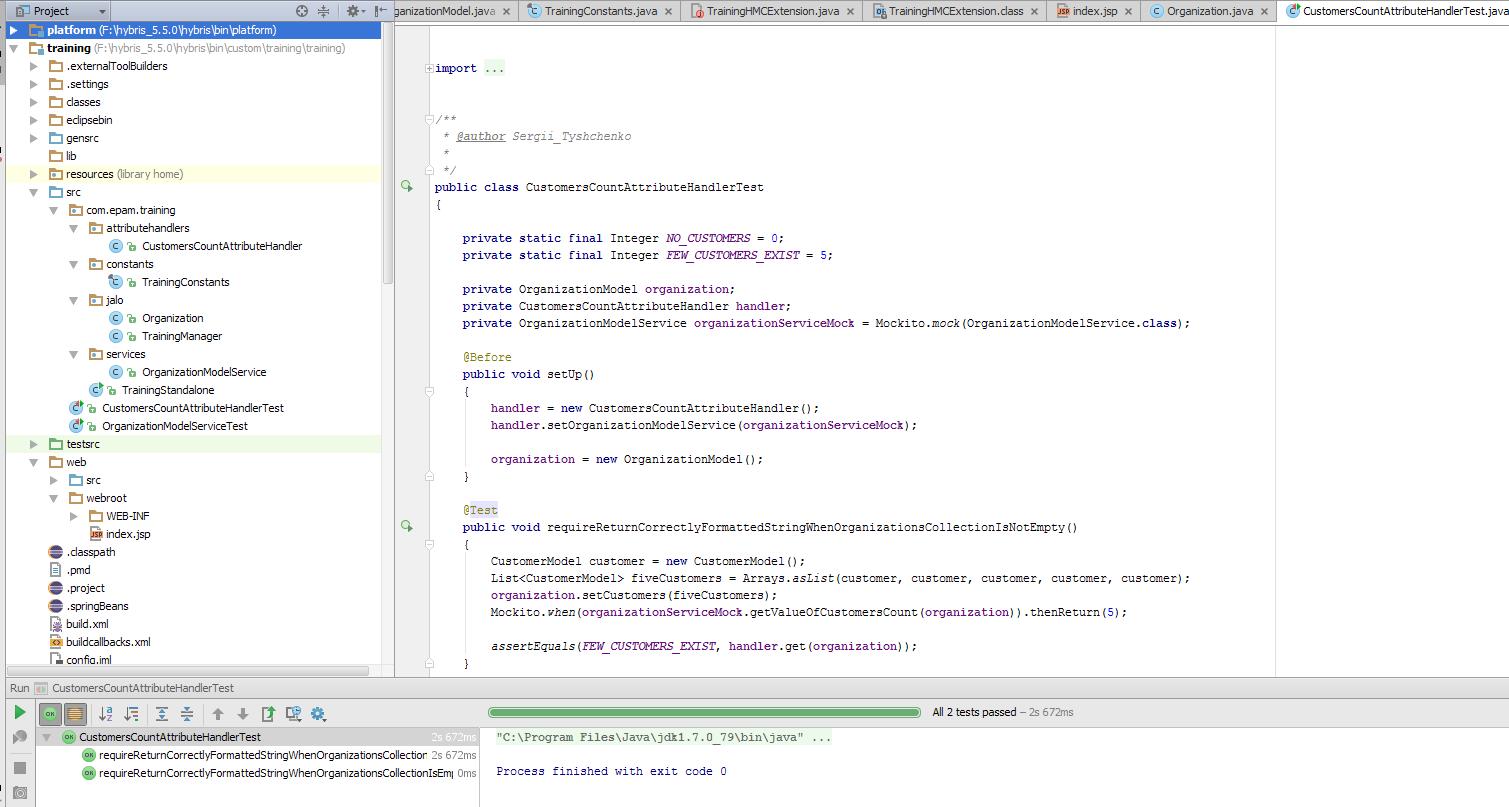 Project
ganizationModel.java
TrainingConstants.java
TrainingHMCExtension.java
TrainingHMCExtension.class
index.jsp
Organization.java
CustomersCountAttributeHandlerTest.java
platform (F:\hybris_5.5.0\hybris\bin\platform)
training (F:\hybris_5.5.0\hybris\bin\custom\training\training)
.externalToolBuilders
.settings
classes
eclipsebin
gensrc
lib
resources (library home)
src
com.epam.training
attributehandlers
CustomersCountAttributeHandler
constants
TrainingConstants
jalo
Organization
TrainingManager
services
OrganizationModelService
TrainingStandalone
CustomersCountAttributeHandlerTest
OrganizationModelServiceTest
testsrc
web
src
webroot
WEB-INF
index.jsp
.classpath
.pmd
.project
.springBeans
build.xml
buildcallbacks.xml
config.iml
import ...
/**
* @author Sergii_Tyshchenko
*
*/
public class CustomersCountAttributeHandlerTest
{
private static final Integer NO_CUSTOMERS = 0;
private static final Integer FEW_CUSTOMERS_EXIST = 5;
private OrganizationModel organization;
private CustomersCountAttributeHandler handler;
private OrganizationModelService organizationServiceMock = Mockito.mock(OrganizationModelService.class);
@Before
public void setUp()
{
handler = new CustomersCountAttributeHandler();
handler.setOrganizationModelService(organizationServiceMock);
organization = new OrganizationModel();
}
@Test
public void requireReturnCorrectlyFormattedStringWhenOrganizationsCollectionIsNotEmpty()
{
CustomerModel customer = new CustomerModel();
List<CustomerModel> fiveCustomers = Arrays.asList(customer, customer, customer, customer, customer);
organization.setCustomers(fiveCustomers);
Mockito.when(organizationServiceMock.getValueOfCustomersCount(organization)).thenReturn(5);
assertEquals(FEW_CUSTOMERS_EXIST, handler.get(organization));
}
Run CustomersCountAttributeHandlerTest
All 2 tests passed – 2s 672ms
CustomersCountAttributeHandlerTest 2s 672ms
requireReturnCorrectlyFormattedStringWhenOrganizationsCollection 2s 672ms
requireReturnCorrectlyFormattedStringWhenOrganizationsCollectionIsEmp 0ms
"C:\Program Files\Java\jdk1.7.0_79\bin\java" ...
Process finished with exit code 0